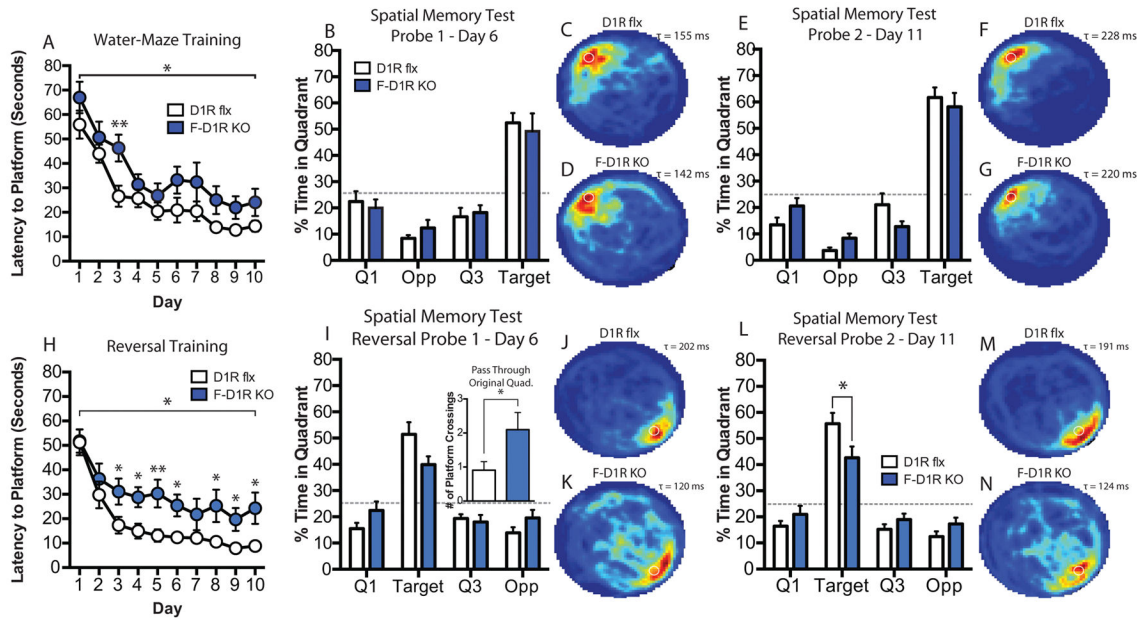 A
Water-Maze Training
Latency to Platform (Seconds)
80
70
60
50
40
30
20
10
0
*
**
D1R flx
F-D1R KO
1 2 3 4 5 6 7 8 9 10
Day
B
Spatial Memory Test
Probe 1 - Day 6
% Time in Quadrant
80
70
60
50
40
30
20
10
0
D1R flx
F-D1R KO
Q1 Opp Q3 Target
C
D1R flx
τ = 155 ms
D
F-D1R KO
τ = 142 ms
E
Spatial Memory Test
Probe 2 - Day 11
% Time in Quadrant
80
70
60
50
40
30
20
10
0
Q1 Opp Q3 Target
F
D1R flx
τ = 228 ms
G
F-D1R KO
τ = 220 ms
H
Reversal Training
Latency to Platform (Seconds)
80
70
60
50
40
30
20
10
0
D1R flx
F-D1R KO
*
* * ** * * * *
1 2 3 4 5 6 7 8 9 10
Day
I
Spatial Memory Test
Reversal Probe 1 - Day 6
% Time in Quadrant
80
70
60
50
40
30
20
10
0
Pass Through
Original Quad.
*
# of Platform Crossings
3
2
1
0
Q1 Target Q3 Opp
J
D1R flx
τ = 202 ms
K
F-D1R KO
τ = 120 ms
L
Spatial Memory Test
Reversal Probe 2 - Day 11
% Time in Quadrant
80
70
60
50
40
30
20
10
0
*
D1R flx
F-D1R KO
Q1 Target Q3 Opp
M
D1R flx
τ = 191 ms
N
F-D1R KO
τ = 124 ms